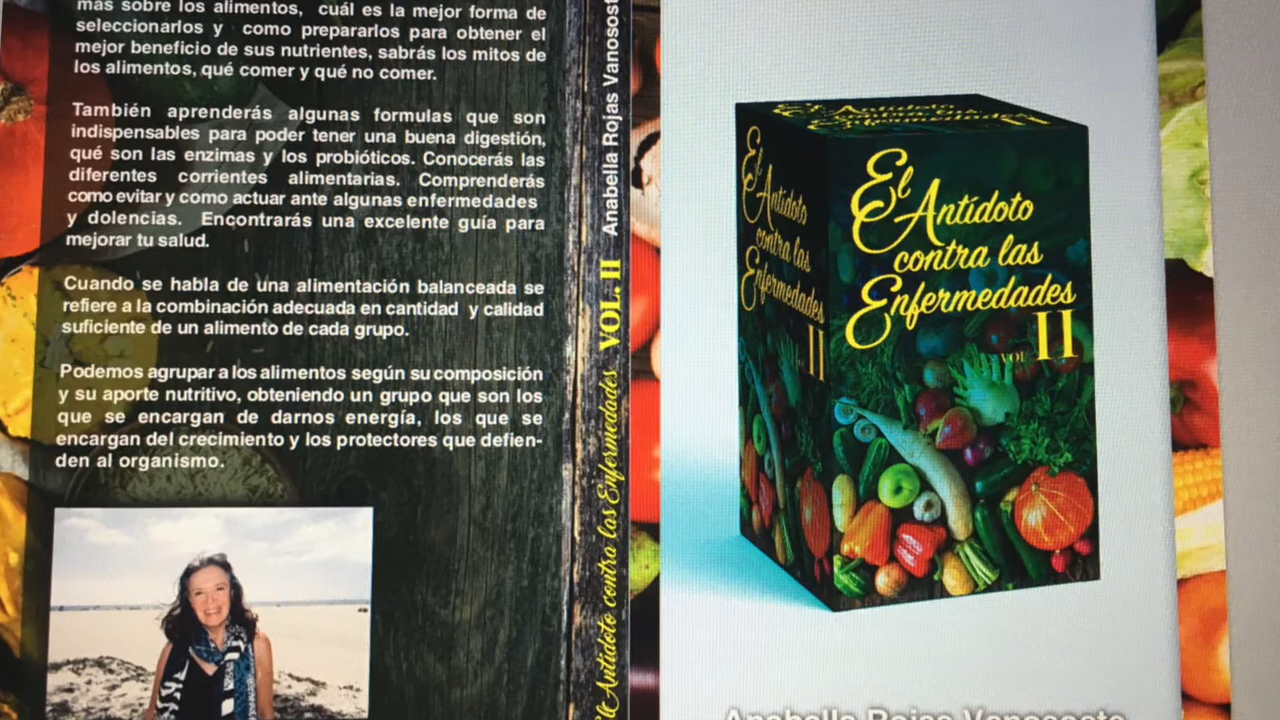 más sobre los alimentos, cuál es la mejor forma de
seleccionarlos y como prepararlos para obtener el
mejor beneficio de sus nutrientes, sabrás los mitos de
los alimentos, qué comer y qué no comer.
También aprenderás algunas formulas que son
indispensables para poder tener una buena digestión,
qué son las enzimas y los probióticos. Conocerás las
diferentes corrientes alimentarias. Comprenderás
como evitar y como actuar ante algunas enfermedades
y dolencias. Encontrarás una excelente guía para
mejorar tu salud.
Cuando se habla de una alimentación balanceada se
refiere a la combinación adecuada en cantidad y calidad
suficiente de un alimento de cada grupo.
Podemos agrupar a los alimentos según su composición
y su aporte nutritivo, obteniendo un grupo que son los
que se encargan de darnos energía, los que se
encargan del crecimiento y los protectores que defien-
den al organismo.
El Antídoto contra las Enfermedades VOL. II Anabella Rojas Vanosost
El Antídoto
contra las
Enfermedades
II
El
Antídoto
contra las
Enfermedades
II
El
Antídoto
contra las
Enfermedades
VOL II
Anabella Rojas Vanososte